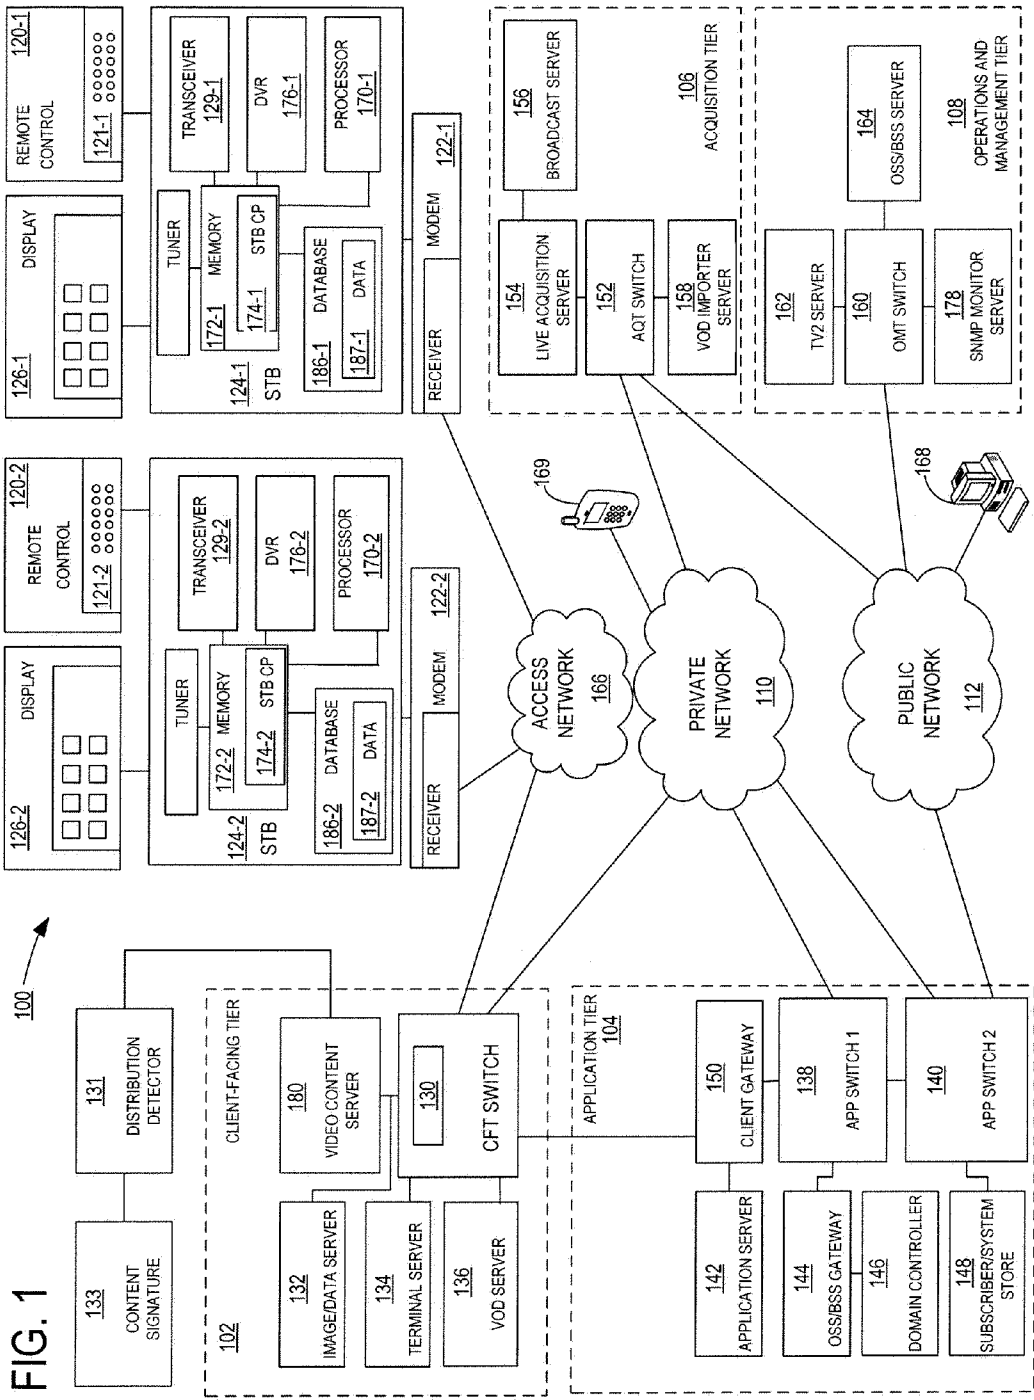 FIG. 1
100
133
CONTENT
SIGNATURE
131
DISTRIBUTION
DETECTOR
126-2
DISPLAY
120-2
REMOTE
CONTROL
121-2
126-1
DISPLAY
120-1
REMOTE
CONTROL
121-1
TUNER
TRANSCEIVER
129-2
172-2 MEMORY
174-2 STB CP
DVR
176-2
124-2
STB
186-2 DATABASE
187-2 DATA
PROCESSOR
170-2
RECEIVER
MODEM
122-2
TUNER
TRANSCEIVER
129-1
172-1 MEMORY
174-1 STB CP
DVR
176-1
124-1
STB
186-1 DATABASE
187-1 DATA
PROCESSOR
170-1
RECEIVER
MODEM
122-1
102
CLIENT-FACING TIER
132
IMAGE/DATA SERVER
134
TERMINAL SERVER
136
VOD SERVER
180
VIDEO CONTENT
SERVER
130
CFT SWITCH
ACCESS
NETWORK
166
169
PRIVATE
NETWORK
110
PUBLIC
NETWORK
112
168
154
LIVE ACQUISITION
SERVER
156
BROADCAST SERVER
152
AQT SWITCH
158
VOD IMPORTER
SERVER
106
ACQUISITION TIER
APPLICATION TIER
104
142
APPLICATION SERVER
150
CLIENT GATEWAY
144
OSS/BSS GATEWAY
138
APP SWITCH 1
146
DOMAIN CONTROLLER
140
APP SWITCH 2
148
SUBSCRIBER/SYSTEM
STORE
162
TV2 SERVER
164
OSS/BSS SERVER
160
OMT SWITCH
178
SNMP MONITOR
SERVER
108
OPERATIONS AND
MANAGEMENT TIER